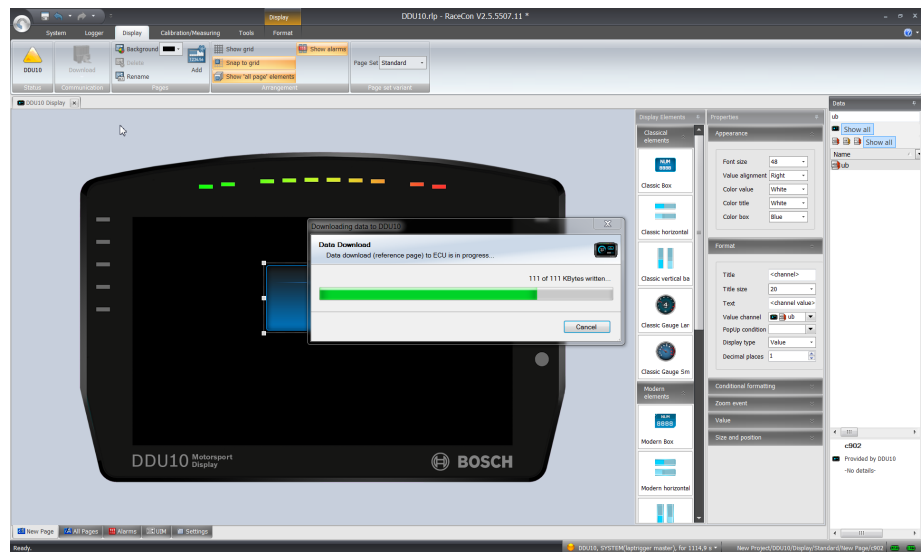 Display
DDU10.rlp - RaceCon V2.5.5507.11 *
System Logger Display Calibration/Measuring Tools Format
DDU10
Download
Background
Delete
Rename
Add
Show grid
Snap to grid
Show "all page" elements
Show alarms
Page Set Standard
Status Communication Pages Arrangement Page set variant
DDU10 Display
Display Elements
Classical elements
NUM
8888
Classic Box
Classic horizontal
Classic vertical ba
Classic Gauge Lar
Classic Gauge Sm
Modern elements
NUM
8888
Modern Box
Modern horizontal
Properties
Appearance
Font size 48
Value alignment Right
Color value White
Color title White
Color box Blue
Format
Title <channel>
Title size 20
Text <channel value>
Value channel ub
PopUp condition
Display type Value
Decimal places 1
Conditional formatting
Zoom event
Value
Size and position
Data
ub
Show all
Show all
Name
ub
c902
Provided by DDU10
-No details-
Downloading data to DDU10
Data Download
Data download (reference page) to ECU is in progress...
111 of 111 KBytes written...
Cancel
DDU10 Motorsport Display
BOSCH
New Page All Pages Alarms UIM Settings
Ready.
DDU10, SYSTEM(laptrigger master), for 1114,9 s
New Project/DDU10/Display/Standard/New Page/c902